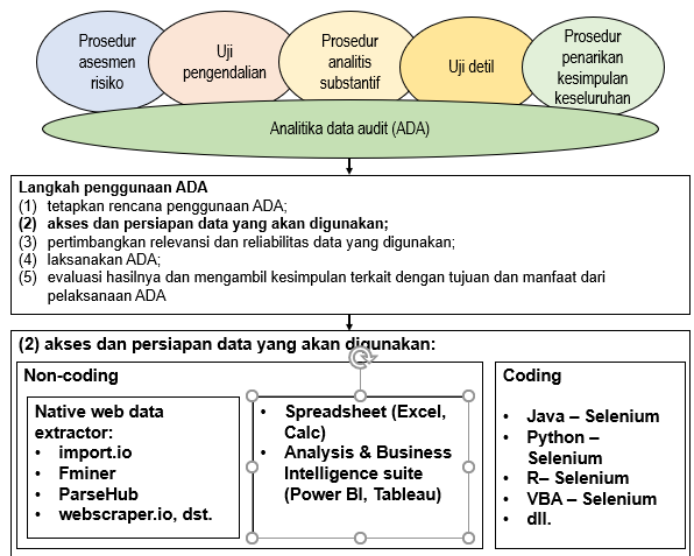 Prosedur
asesmen
risiko
Uji
pengendalian
Prosedur
analitis
substantif
Uji detil
Prosedur
penarikan
kesimpulan
keseluruhan
Analitika data audit (ADA)
Langkah penggunaan ADA
(1) tetapkan rencana penggunaan ADA;
(2) akses dan persiapan data yang akan digunakan;
(3) pertimbangkan relevansi dan reliabilitas data yang digunakan;
(4) laksanakan ADA;
(5) evaluasi hasilnya dan mengambil kesimpulan terkait dengan tujuan dan manfaat dari
pelaksanaan ADA
(2) akses dan persiapan data yang akan digunakan:
Non-coding
Native web data
extractor:
• import.io
• Fminer
• ParseHub
• webscraper.io, dst.
• Spreadsheet (Excel,
Calc)
• Analysis & Business
Intelligence suite
(Power BI, Tableau)
Coding
• Java – Selenium
• Python –
Selenium
• R– Selenium
• VBA – Selenium
• dll.